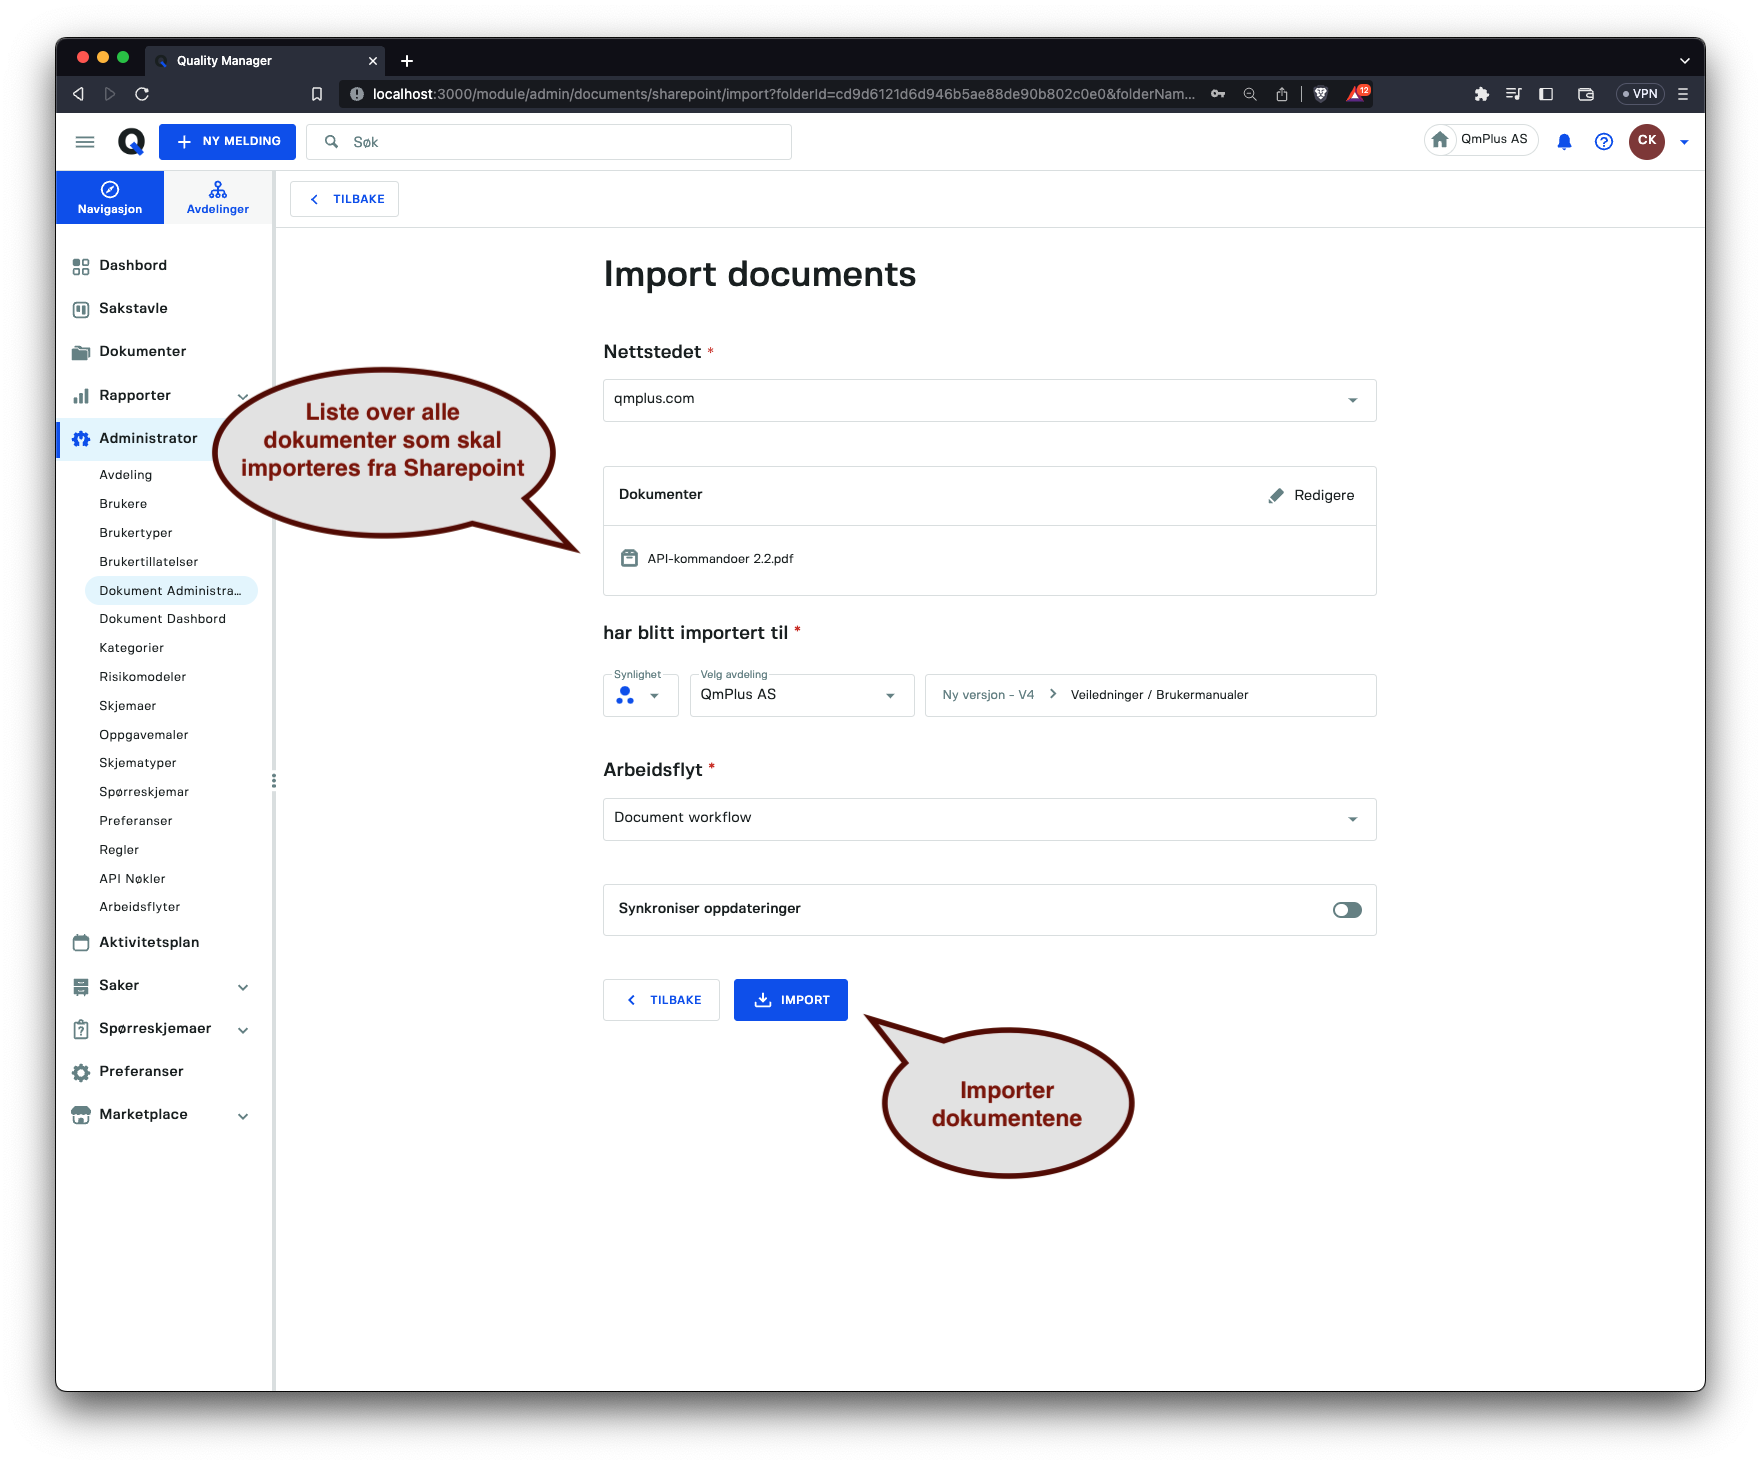 Quality Manager
localhost:3000/module/admin/documents/sharepoint/import?folderId=cd9d6121d6d946b5ae88de90b802c0e0&folderNam...
12
VPN
NY MELDING
Søk
QmPlus AS
CK
Navigasjon
Avdelinger
TILBAKE
Dashbord
Sakstavle
Dokumenter
Rapporter
Administrator
Avdeling
Brukere
Brukertyper
Brukertillatelser
Dokument Administra...
Dokument Dashbord
Kategorier
Risikomodeler
Skjemaer
Oppgavemaler
Skjematyper
Spørreskjemar
Preferanser
Regler
API Nøkler
Arbeidsflyter
Aktivitetsplan
Saker
Spørreskjemaer
Preferanser
Marketplace
Import documents
Nettstedet *
qmplus.com
Liste over alle
dokumenter som skal
importeres fra Sharepoint
Dokumenter
Redigere
API-kommandoer 2.2.pdf
har blitt importert til *
Synlighet
Velg avdeling
QmPlus AS
Ny versjon - V4 > Veiledninger / Brukermanualer
Arbeidsflyt *
Document workflow
Synkroniser oppdateringer
TILBAKE
IMPORT
Importer
dokumentene